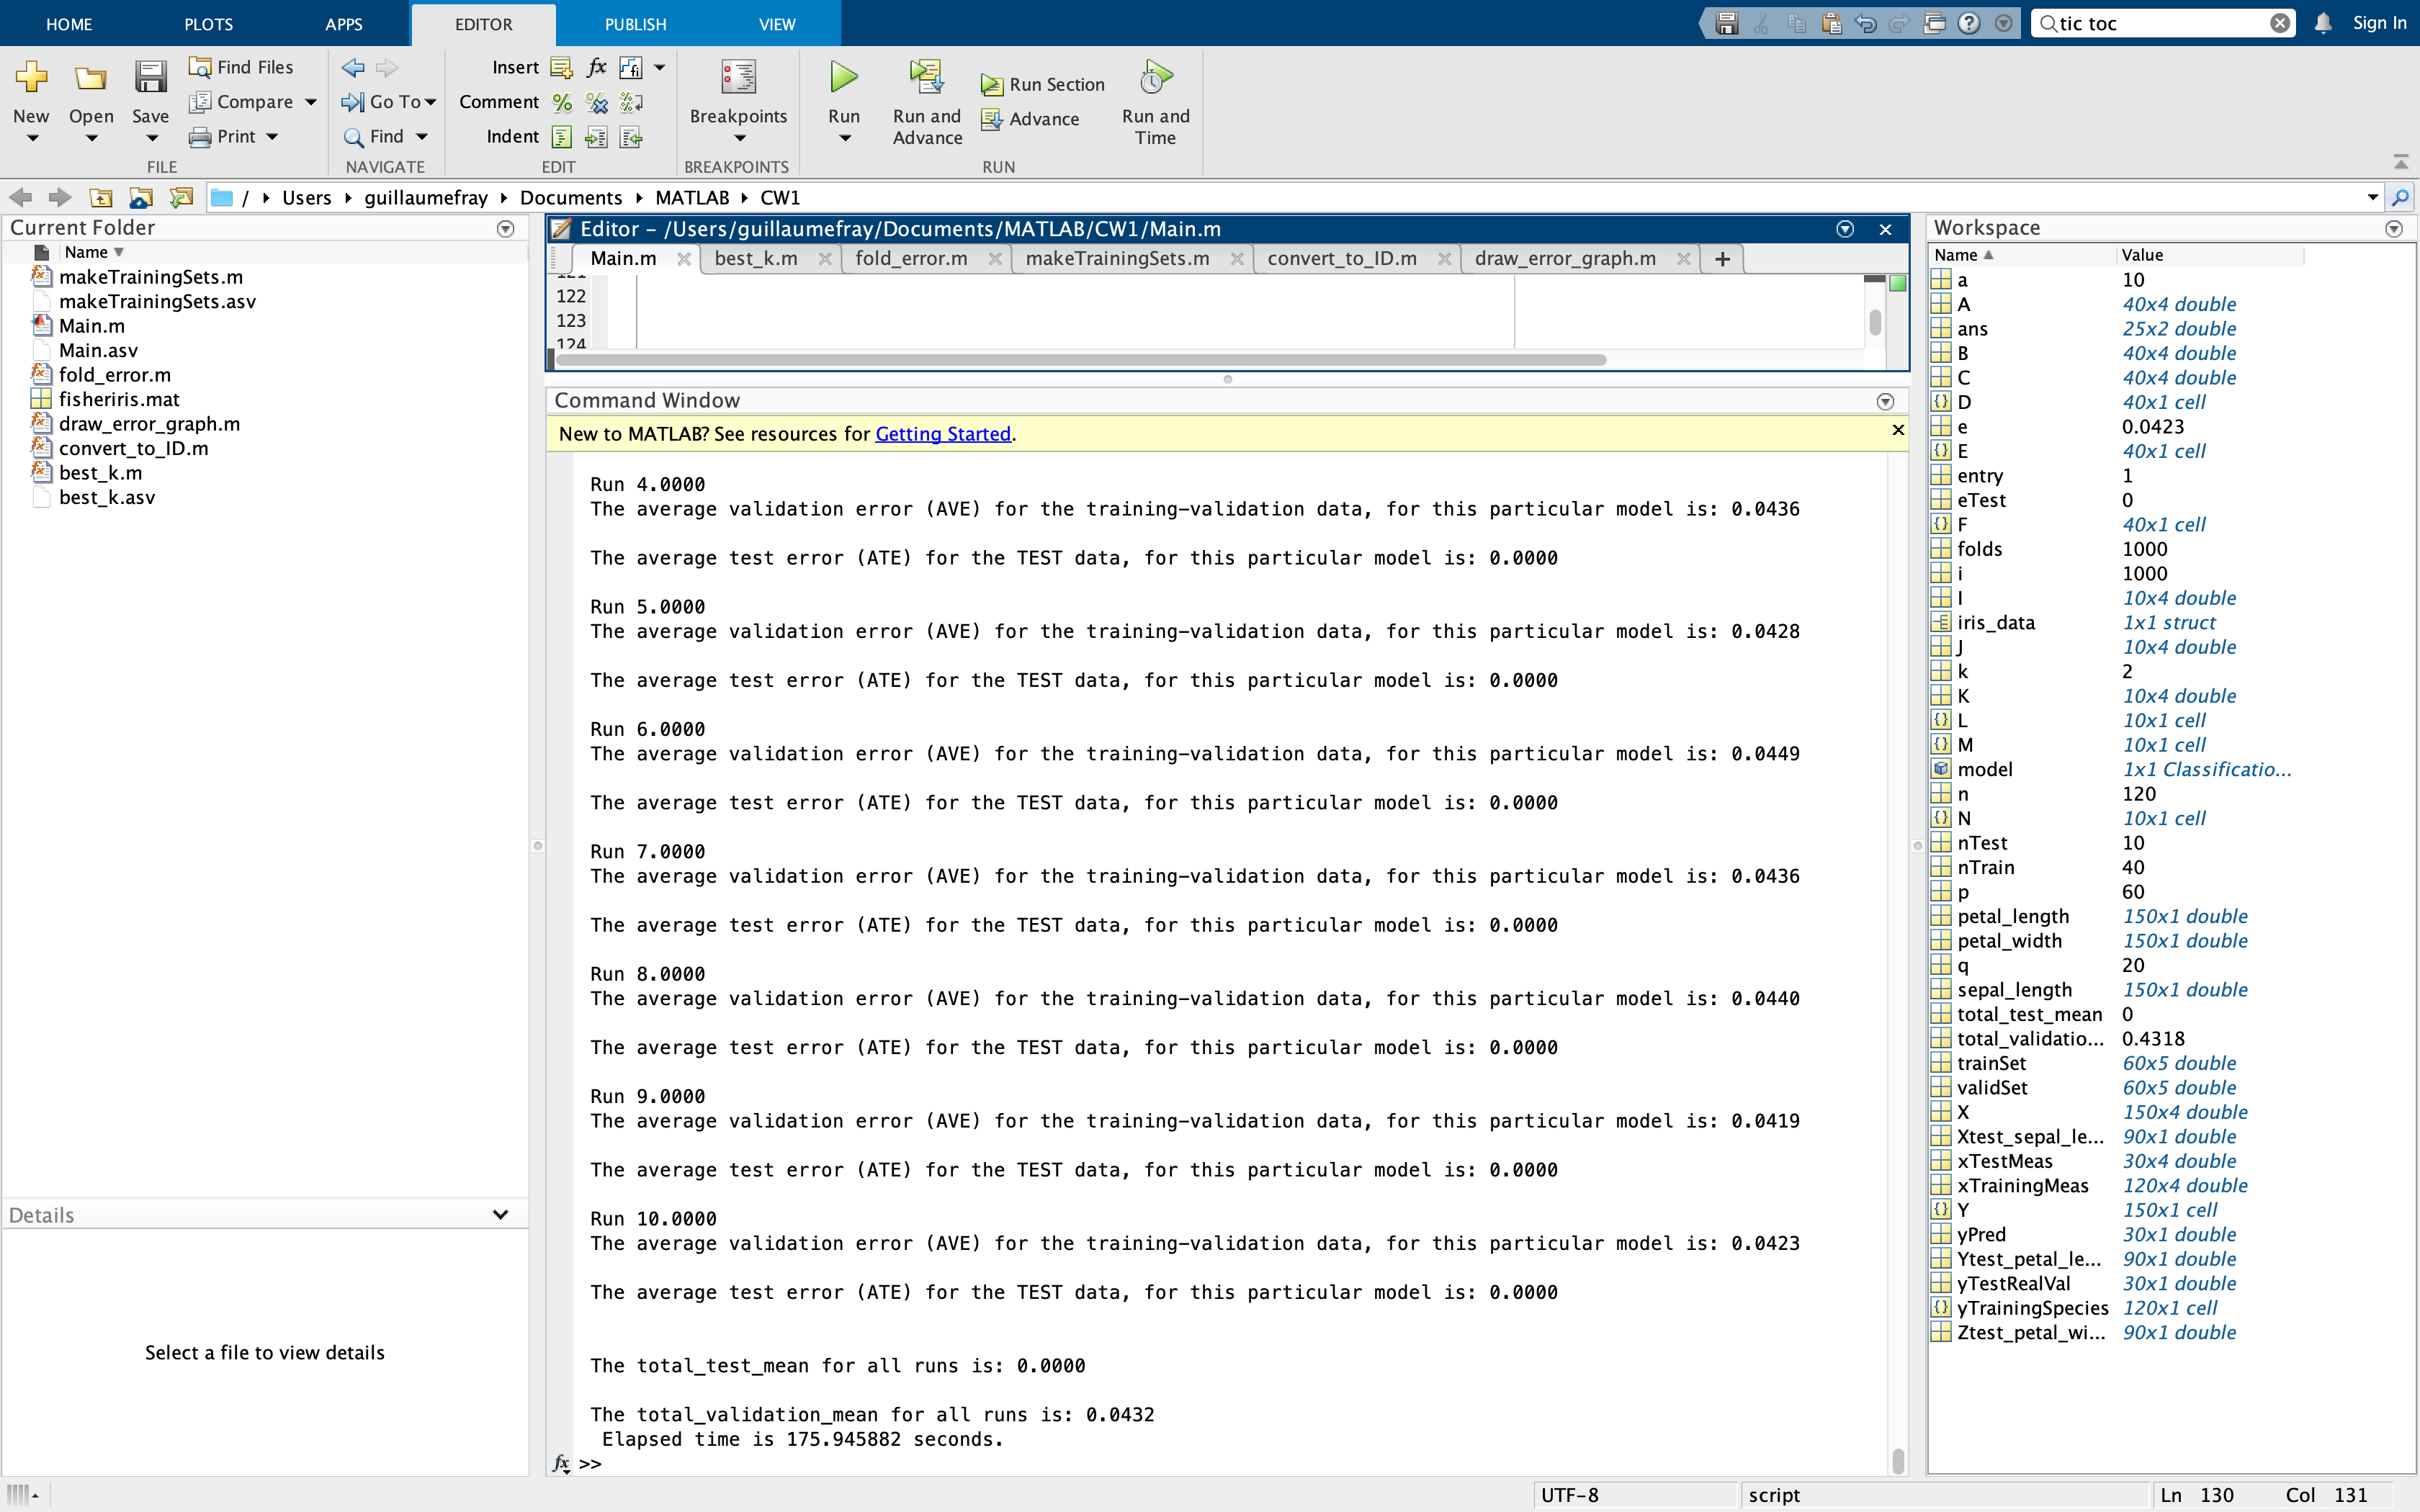 HOME PLOTS APPS EDITOR PUBLISH VIEW tic toc Sign In
New Open Save Find Files Compare Print
FILE
Go To Find
NAVIGATE
Insert fx
Comment
Indent
EDIT
Breakpoints
BREAKPOINTS
Run Run and Advance Run Section Advance Run and Time
RUN
/ Users guillaumefray Documents MATLAB CW1
Current Folder
Name
makeTrainingSets.m
makeTrainingSets.asv
Main.m
Main.asv
fold_error.m
fisheriris.mat
draw_error_graph.m
convert_to_ID.m
best_k.m
best_k.asv
Details
Select a file to view details
Editor - /Users/guillaumefray/Documents/MATLAB/CW1/Main.m
Main.m best_k.m fold_error.m makeTrainingSets.m convert_to_ID.m draw_error_graph.m +
121
122
123
124
Command Window
New to MATLAB? See resources for Getting Started.
Run 4.0000
The average validation error (AVE) for the training-validation data, for this particular model is: 0.0436
The average test error (ATE) for the TEST data, for this particular model is: 0.0000
Run 5.0000
The average validation error (AVE) for the training-validation data, for this particular model is: 0.0428
The average test error (ATE) for the TEST data, for this particular model is: 0.0000
Run 6.0000
The average validation error (AVE) for the training-validation data, for this particular model is: 0.0449
The average test error (ATE) for the TEST data, for this particular model is: 0.0000
Run 7.0000
The average validation error (AVE) for the training-validation data, for this particular model is: 0.0436
The average test error (ATE) for the TEST data, for this particular model is: 0.0000
Run 8.0000
The average validation error (AVE) for the training-validation data, for this particular model is: 0.0440
The average test error (ATE) for the TEST data, for this particular model is: 0.0000
Run 9.0000
The average validation error (AVE) for the training-validation data, for this particular model is: 0.0419
The average test error (ATE) for the TEST data, for this particular model is: 0.0000
Run 10.0000
The average validation error (AVE) for the training-validation data, for this particular model is: 0.0423
The average test error (ATE) for the TEST data, for this particular model is: 0.0000
The total_test_mean for all runs is: 0.0000
The total_validation_mean for all runs is: 0.0432
Elapsed time is 175.945882 seconds.
fx >>
Workspace
Name Value
a 10
A 40x4 double
ans 25x2 double
B 40x4 double
C 40x4 double
D 40x1 cell
e 0.0423
E 40x1 cell
entry 1
eTest 0
F 40x1 cell
folds 1000
i 1000
I 10x4 double
iris_data 1x1 struct
J 10x4 double
k 2
K 10x4 double
L 10x1 cell
M 10x1 cell
model 1x1 Classificatio...
n 120
N 10x1 cell
nTest 10
nTrain 40
p 60
petal_length 150x1 double
petal_width 150x1 double
q 20
sepal_length 150x1 double
total_test_mean 0
total_validatio... 0.4318
trainSet 60x5 double
validSet 60x5 double
X 150x4 double
Xtest_sepal_le... 90x1 double
xTestMeas 30x4 double
xTrainingMeas 120x4 double
Y 150x1 cell
yPred 30x1 double
Ytest_petal_le... 90x1 double
yTestRealVal 30x1 double
yTrainingSpecies 120x1 cell
Ztest_petal_wi... 90x1 double
UTF-8 script Ln 130 Col 131